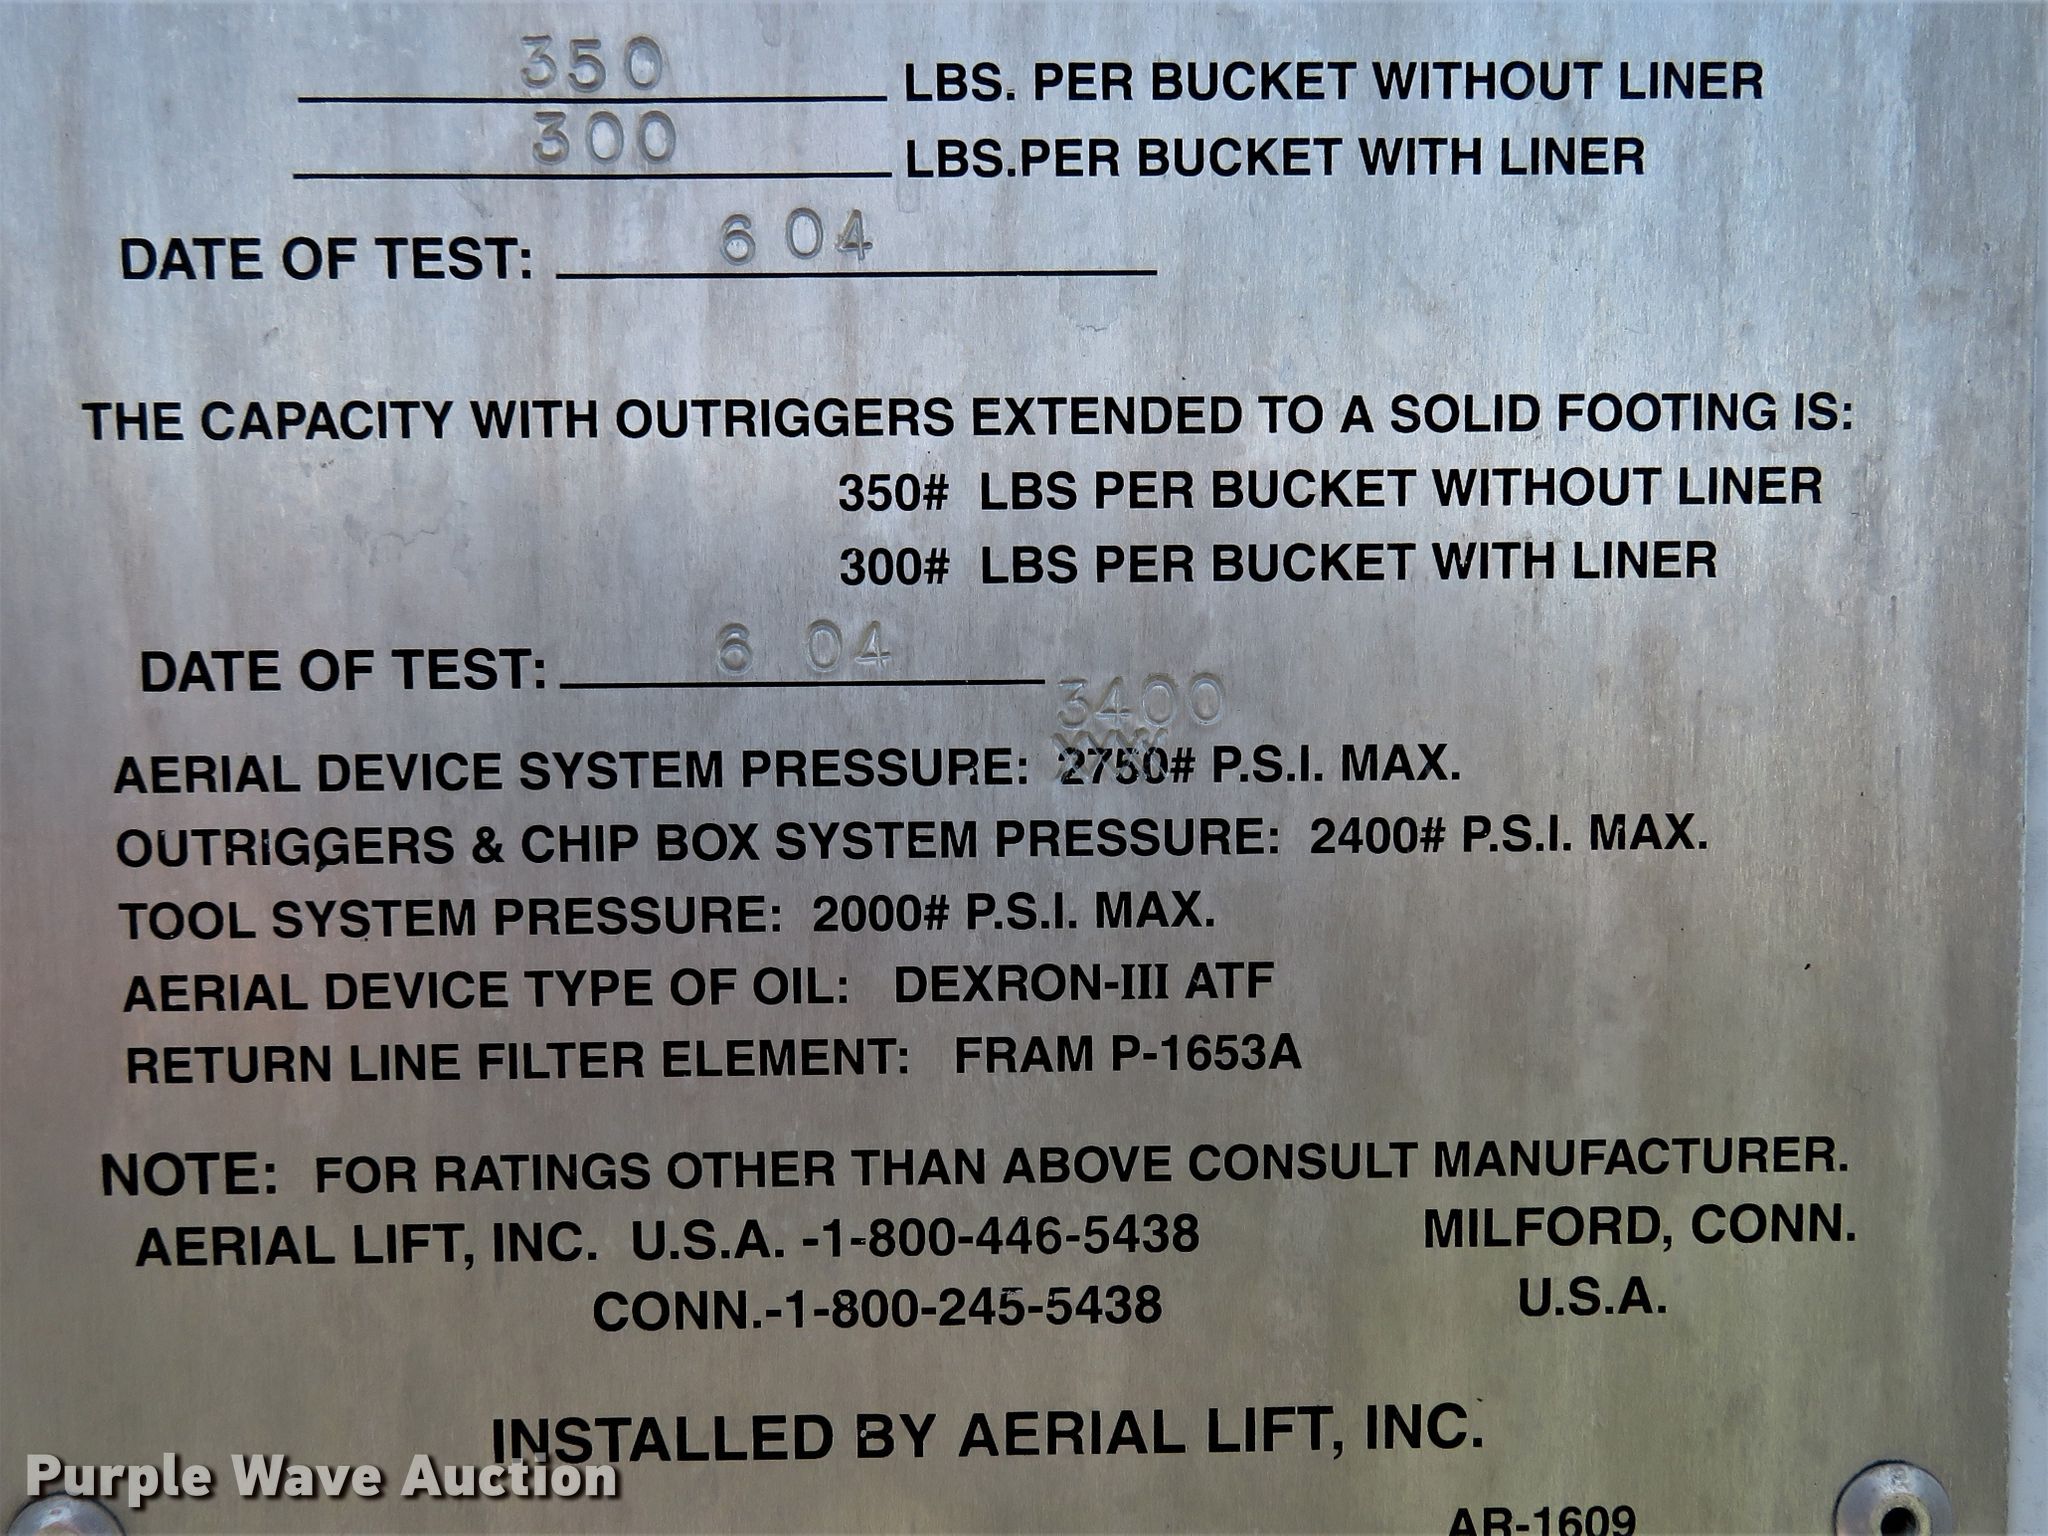 350 LBS. PER BUCKET WITHOUT LINER
300 LBS.PER BUCKET WITH LINER
DATE OF TEST: 6 04
THE CAPACITY WITH OUTRIGGERS EXTENDED TO A SOLID FOOTING IS:
350# LBS PER BUCKET WITHOUT LINER
300# LBS PER BUCKET WITH LINER
DATE OF TEST: 6 04
3400
AERIAL DEVICE SYSTEM PRESSURE: 2750# P.S.I. MAX.
OUTRIGGERS & CHIP BOX SYSTEM PRESSURE: 2400# P.S.I. MAX.
TOOL SYSTEM PRESSURE: 2000# P.S.I. MAX.
AERIAL DEVICE TYPE OF OIL: DEXRON-III ATF
RETURN LINE FILTER ELEMENT: FRAM P-1653A
NOTE: FOR RATINGS OTHER THAN ABOVE CONSULT MANUFACTURER.
AERIAL LIFT, INC. U.S.A. -1-800-446-5438 MILFORD, CONN.
CONN.-1-800-245-5438 U.S.A.
INSTALLED BY AERIAL LIFT, INC.
Purple Wave Auction
AR-1609